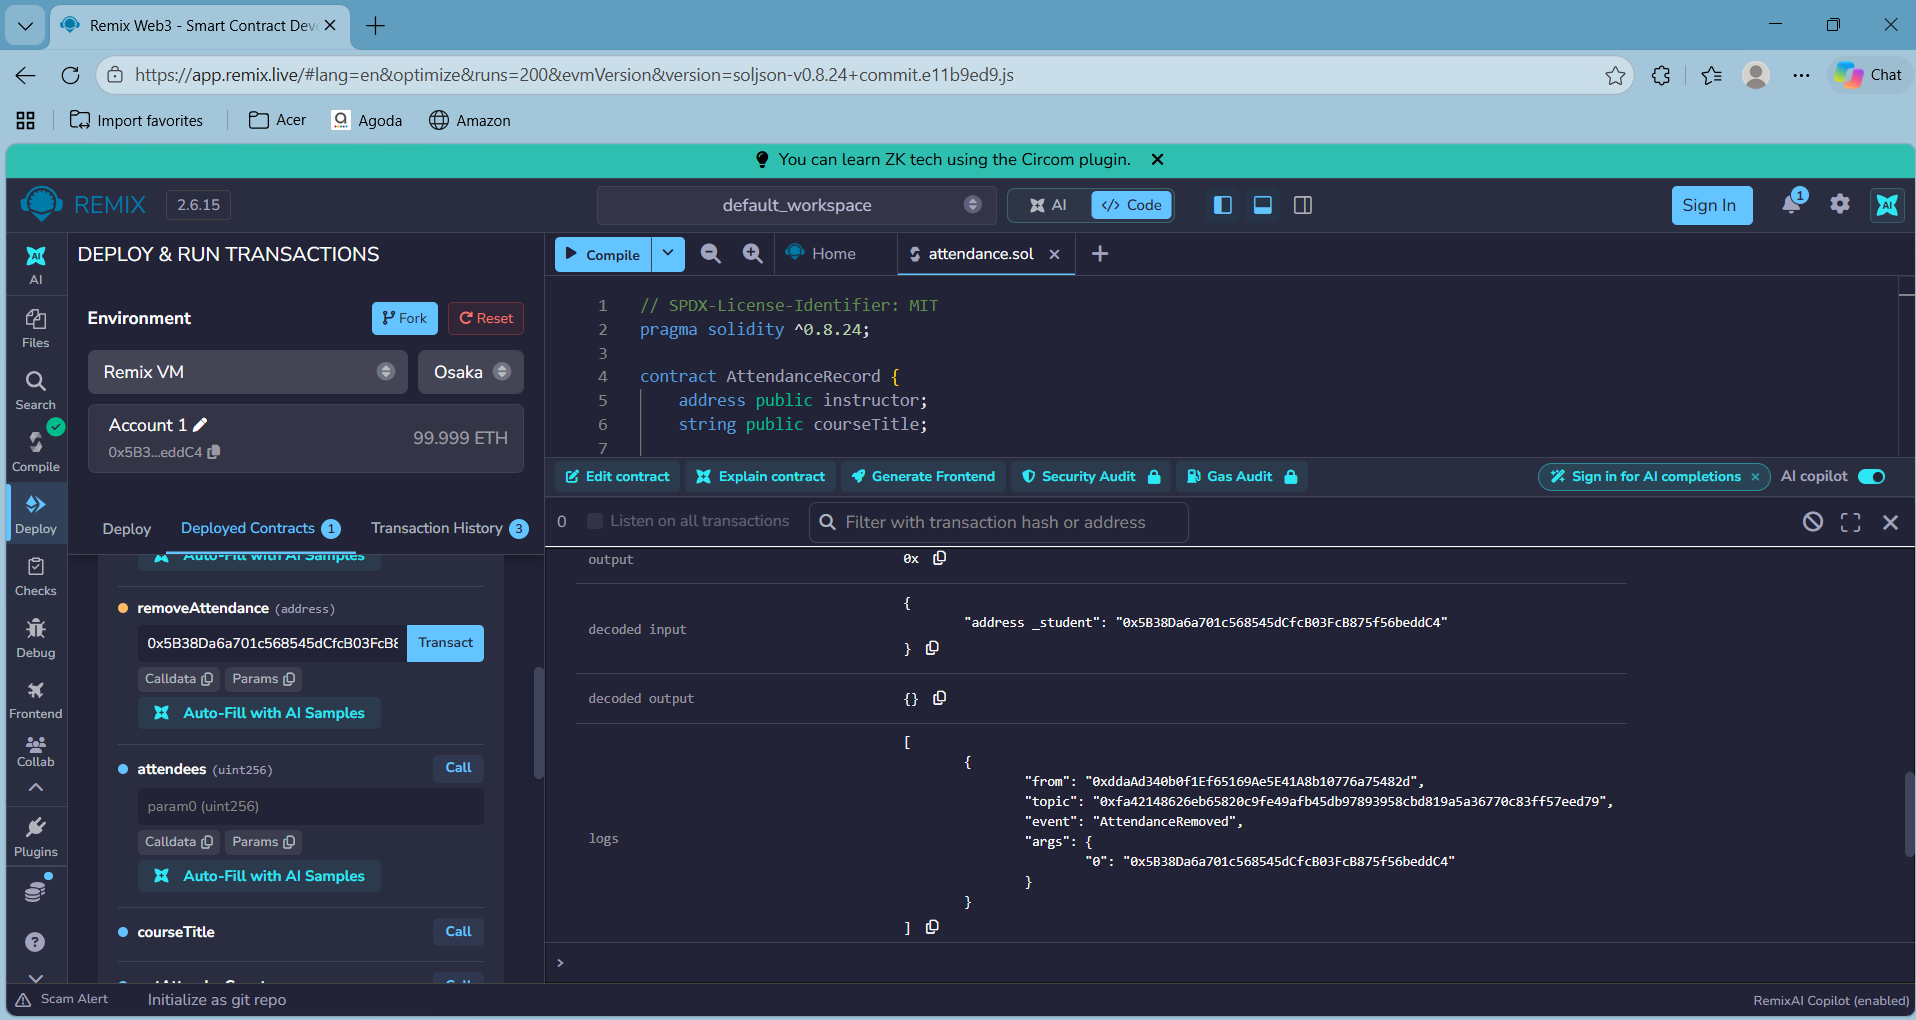 Remix Web3 - Smart Contract Deve
https://app.remix.live/#lang=en&optimize&runs=200&evmVersion&version=soljson-v0.8.24+commit.e11b9ed9.js
Chat
Import favorites
Acer
Agoda
Amazon
You can learn ZK tech using the Circom plugin.
REMIX
2.6.15
default_workspace
AI
</> Code
Sign In
1
AI
AI
AI
Files
Search
Compile
Deploy
Checks
Debug
Frontend
Collab
Plugins
DEPLOY & RUN TRANSACTIONS
Environment
Fork
Reset
Remix VM
Osaka
Account 1
0x5B3...eddC4
99.999 ETH
Deploy
Deployed Contracts 1
Transaction History 3
Auto-Fill with AI Samples
removeAttendance (address)
0x5B38Da6a701c568545dCfcB03FcB8
Transact
Calldata
Params
Auto-Fill with AI Samples
attendees (uint256)
Call
param0 (uint256)
Calldata
Params
Auto-Fill with AI Samples
courseTitle
Call
Compile
Home
attendance.sol
1 // SPDX-License-Identifier: MIT
2 pragma solidity ^0.8.24;
3
4 contract AttendanceRecord {
5 address public instructor;
6 string public courseTitle;
7
Edit contract
Explain contract
Generate Frontend
Security Audit
Gas Audit
Sign in for AI completions ×
AI copilot
0
Listen on all transactions
Filter with transaction hash or address
output 0x
decoded input {
"address _student": "0x5B38Da6a701c568545dCfcB03FcB875f56beddC4"
}
decoded output {}
logs [
{
"from": "0xddaAd340b0f1Ef65169Ae5E41A8b10776a75482d",
"topic": "0xfa42148626eb65820c9fe49afb45db97893958cbd819a5a36770c83ff57eed79",
"event": "AttendanceRemoved",
"args": {
"0": "0x5B38Da6a701c568545dCfcB03FcB875f56beddC4"
}
}
]
>
Scam Alert
Initialize as git repo
RemixAI Copilot (enabled)